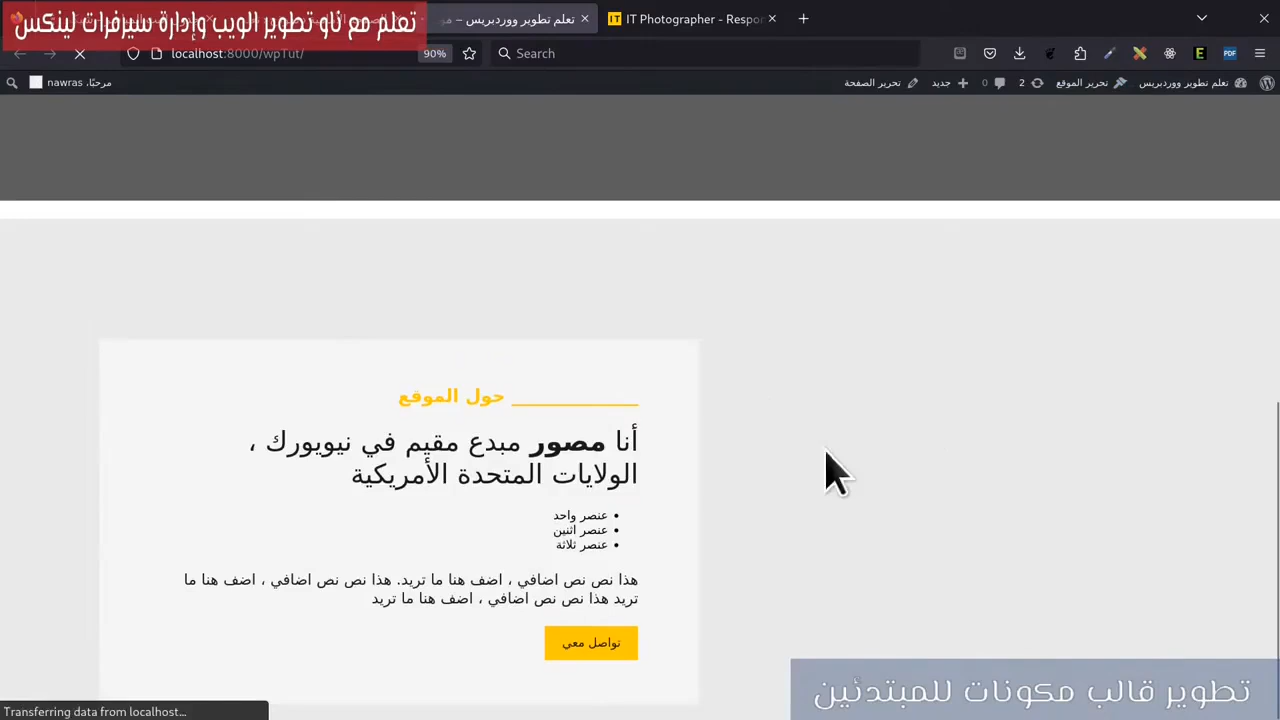 تعلم مع ناو تطوير الويب وإدارة سيرفرات لينكس
تعلم تطوير ووردبريس –
IT Photographer - Respon
localhost:8000/wpTut/
90%
Search
مرحبًا، nawras
تحرير الصفحة
جديد
0
2
تحرير الموقع
تعلم تطوير ووردبريس
حول الموقع
أنا مصور مبدع مقيم في نيويورك ،
الولايات المتحدة الأمريكية
عنصر واحد
عنصر اثنين
عنصر ثلاثة
هذا نص نص اضافي ، اضف هنا ما تريد. هذا نص نص اضافي ، اضف هنا ما
تريد هذا نص نص اضافي ، اضف هنا ما تريد
تواصل معي
تطوير قالب مكونات للمبتدئين
Transferring data from localhost...